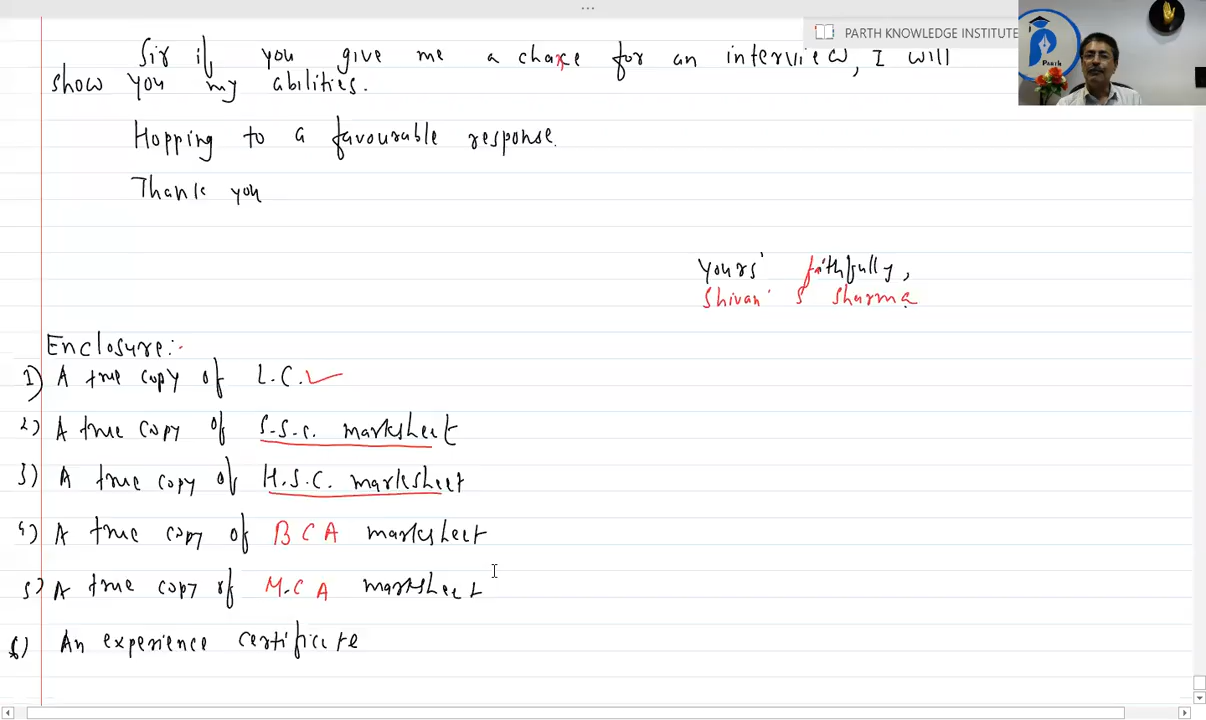 PARTH KNOWLEDGE INSTITUTE
Parth
Sir if you give me a chance for an interview, I will
show you my abilities.
Hopping to a favourable response.
Thank you
Yours' faithfully,
Shivani S Sharma
Enclosure:-
1) A true copy of L.C.
2) A true copy of S.S.C. marksheet
3) A true copy of H.S.C. marksheet
4) A true copy of BCA marksheet
5) A true copy of M.C A marksheet
6) An experience certificate